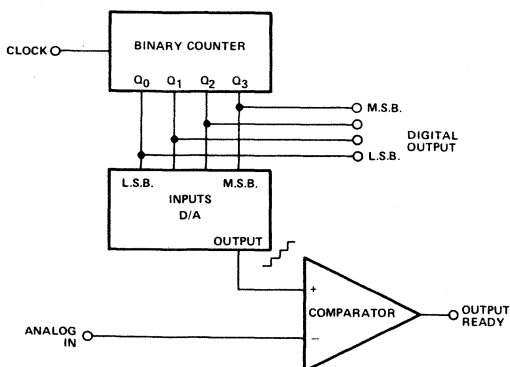 BINARY COUNTER
CLOCK
Q0 Q1 Q2 Q3
M.S.B.
DIGITAL
OUTPUT
L.S.B.
L.S.B. M.S.B.
INPUTS
D/A
OUTPUT
+
COMPARATOR
OUTPUT
READY
ANALOG
IN
−